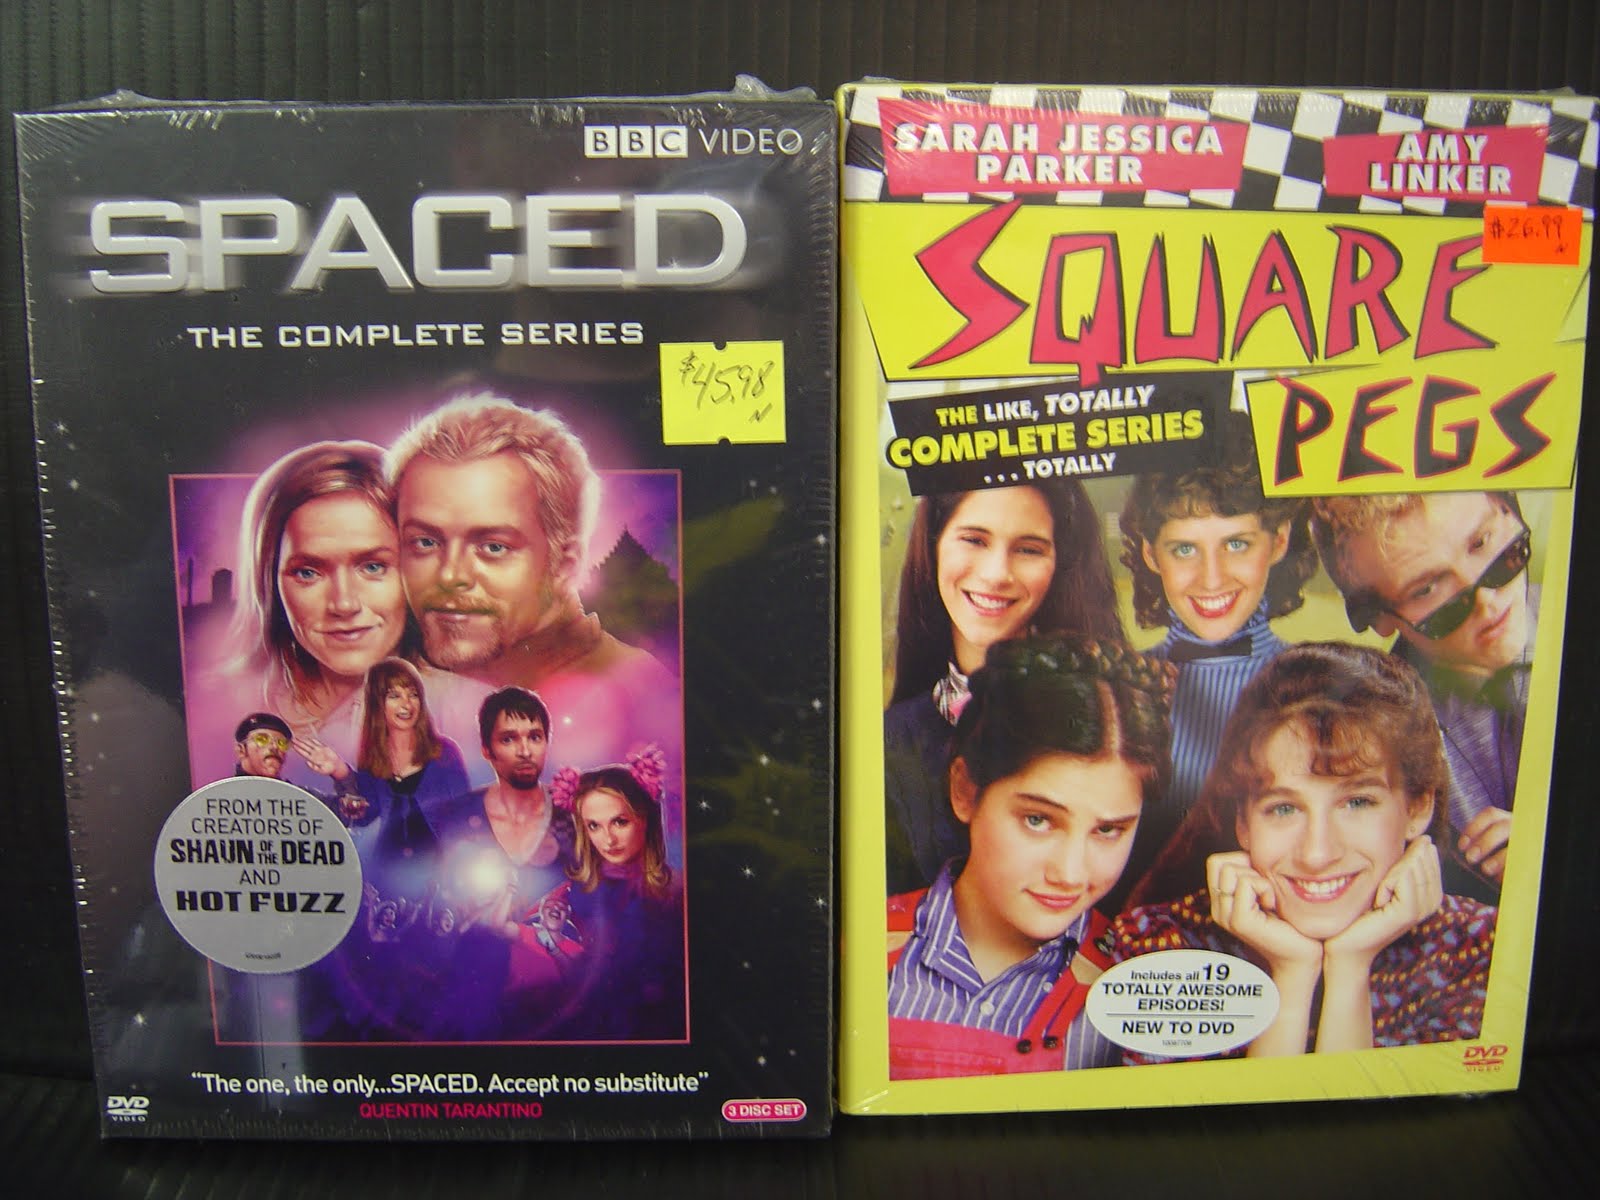 BBC VIDEO
SPACED
THE COMPLETE SERIES
$45.98
N
FROM THE
CREATORS OF
SHAUN OF THE DEAD
AND
HOT FUZZ
"The one, the only...SPACED. Accept no substitute"
QUENTIN TARANTINO
DVD
VIDEO
3 DISC SET
SARAH JESSICA
PARKER
AMY
LINKER
$26.99
N
SQUARE
PEGS
THE LIKE, TOTALLY
COMPLETE SERIES
...TOTALLY
Includes all 19
TOTALLY AWESOME
EPISODES!
NEW TO DVD
DVD
VIDEO